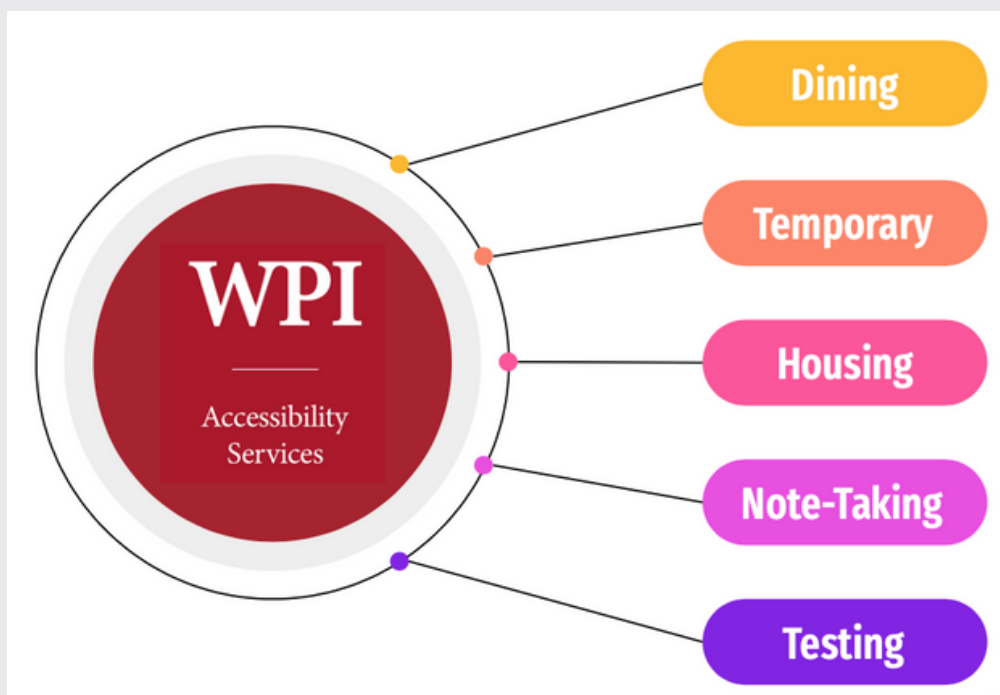 WPI
Accessibility
Services
Dining
Temporary
Housing
Note-Taking
Testing